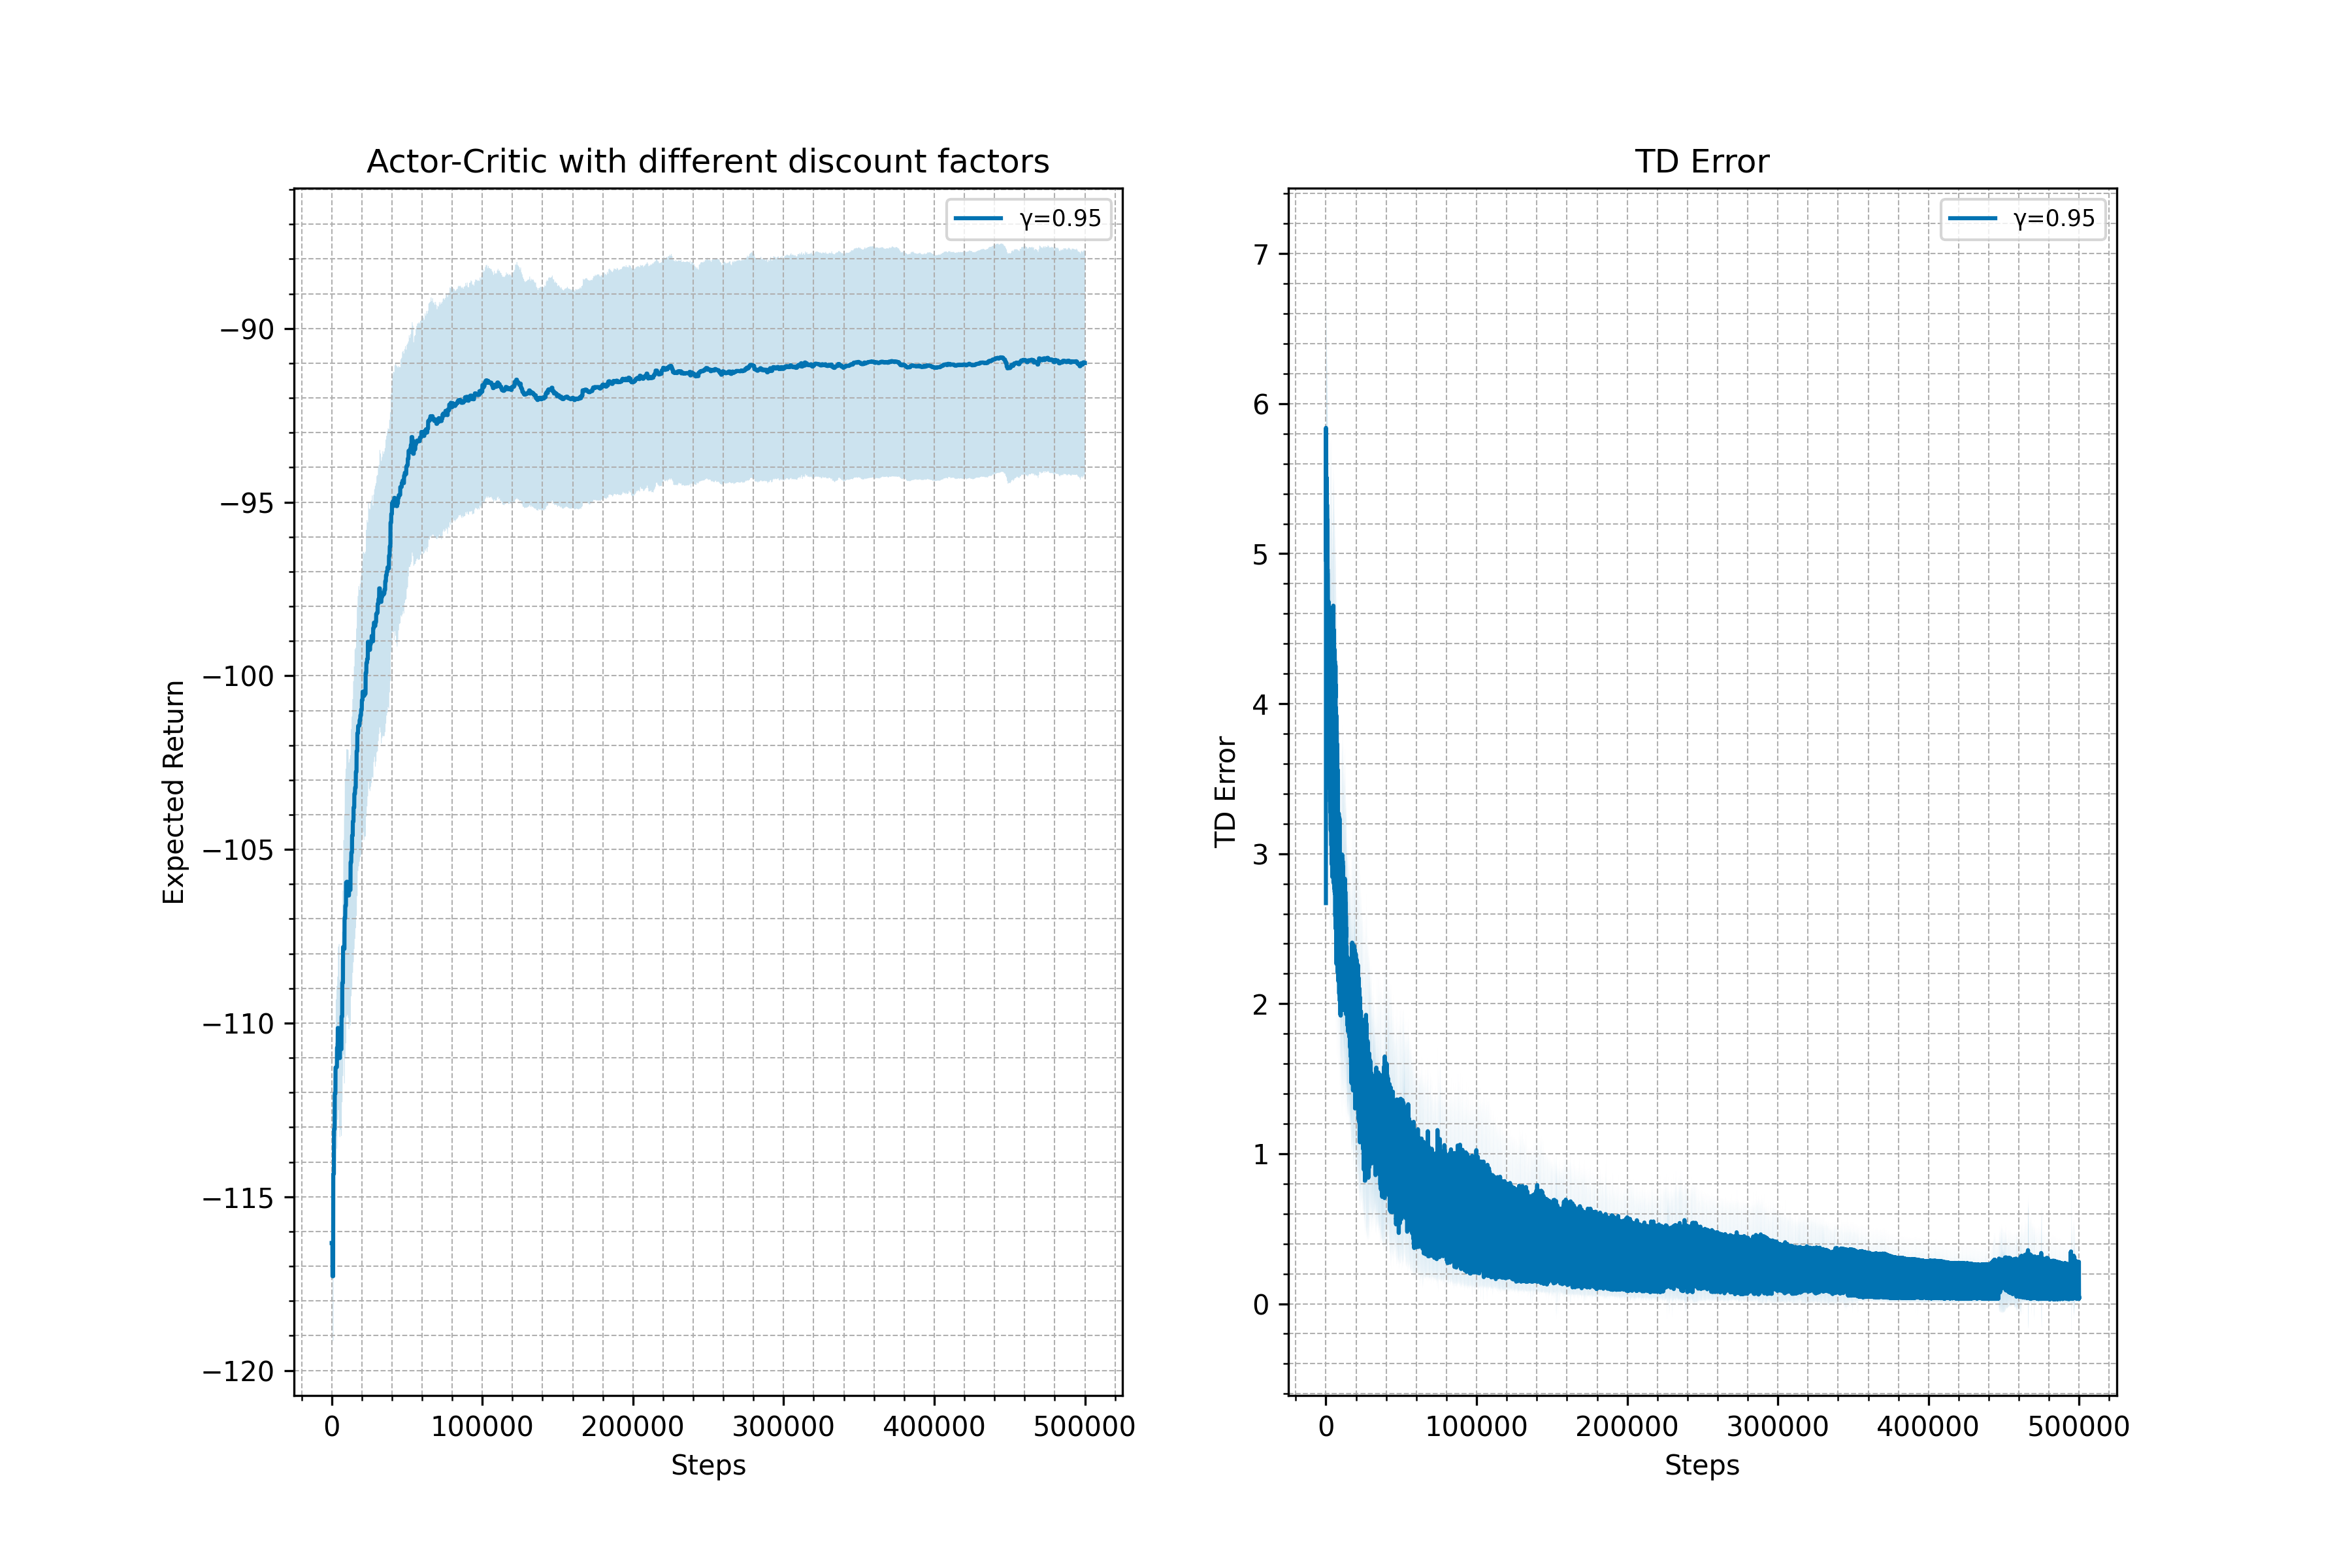 Actor-Critic with different discount factors
γ=0.95
−90
−95
−100
−105
−110
−115
−120
Expected Return
0 100000 200000 300000 400000 500000
Steps
TD Error
γ=0.95
7
6
5
4
3
2
1
0
TD Error
0 100000 200000 300000 400000 500000
Steps